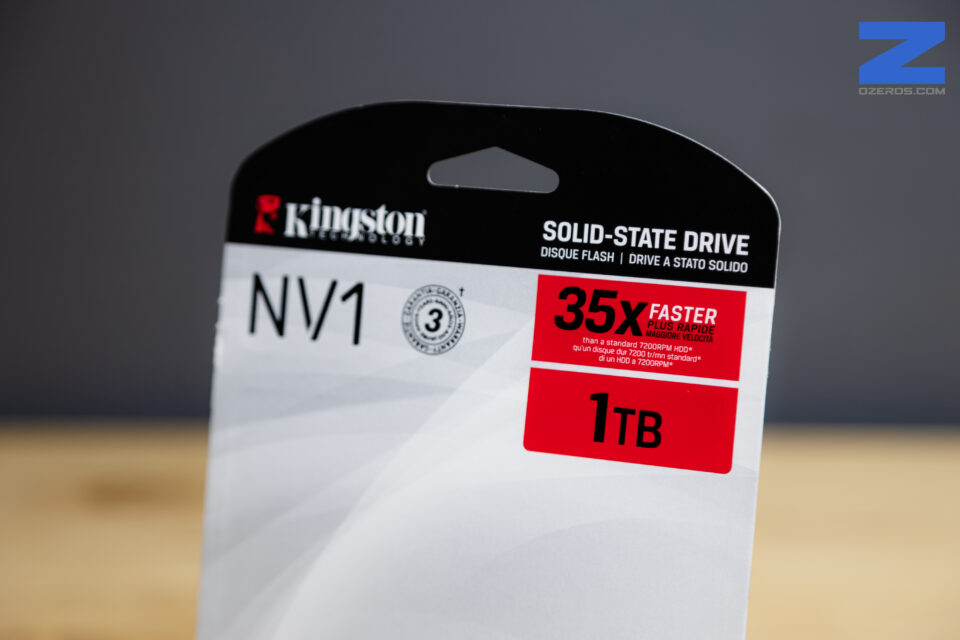 Z
OZEROS.COM
Kingston
TECHNOLOGY
SOLID-STATE DRIVE
DISQUE FLASH | DRIVE A STATO SOLIDO
NV1
3
35x FASTER
PLUS RAPIDE
MAGGIORE VELOCITÀ
than a standard 7200RPM HDD*
qu'un disque dur 7200 tr/mn standard*
di un HDD a 7200RPM*
1TB